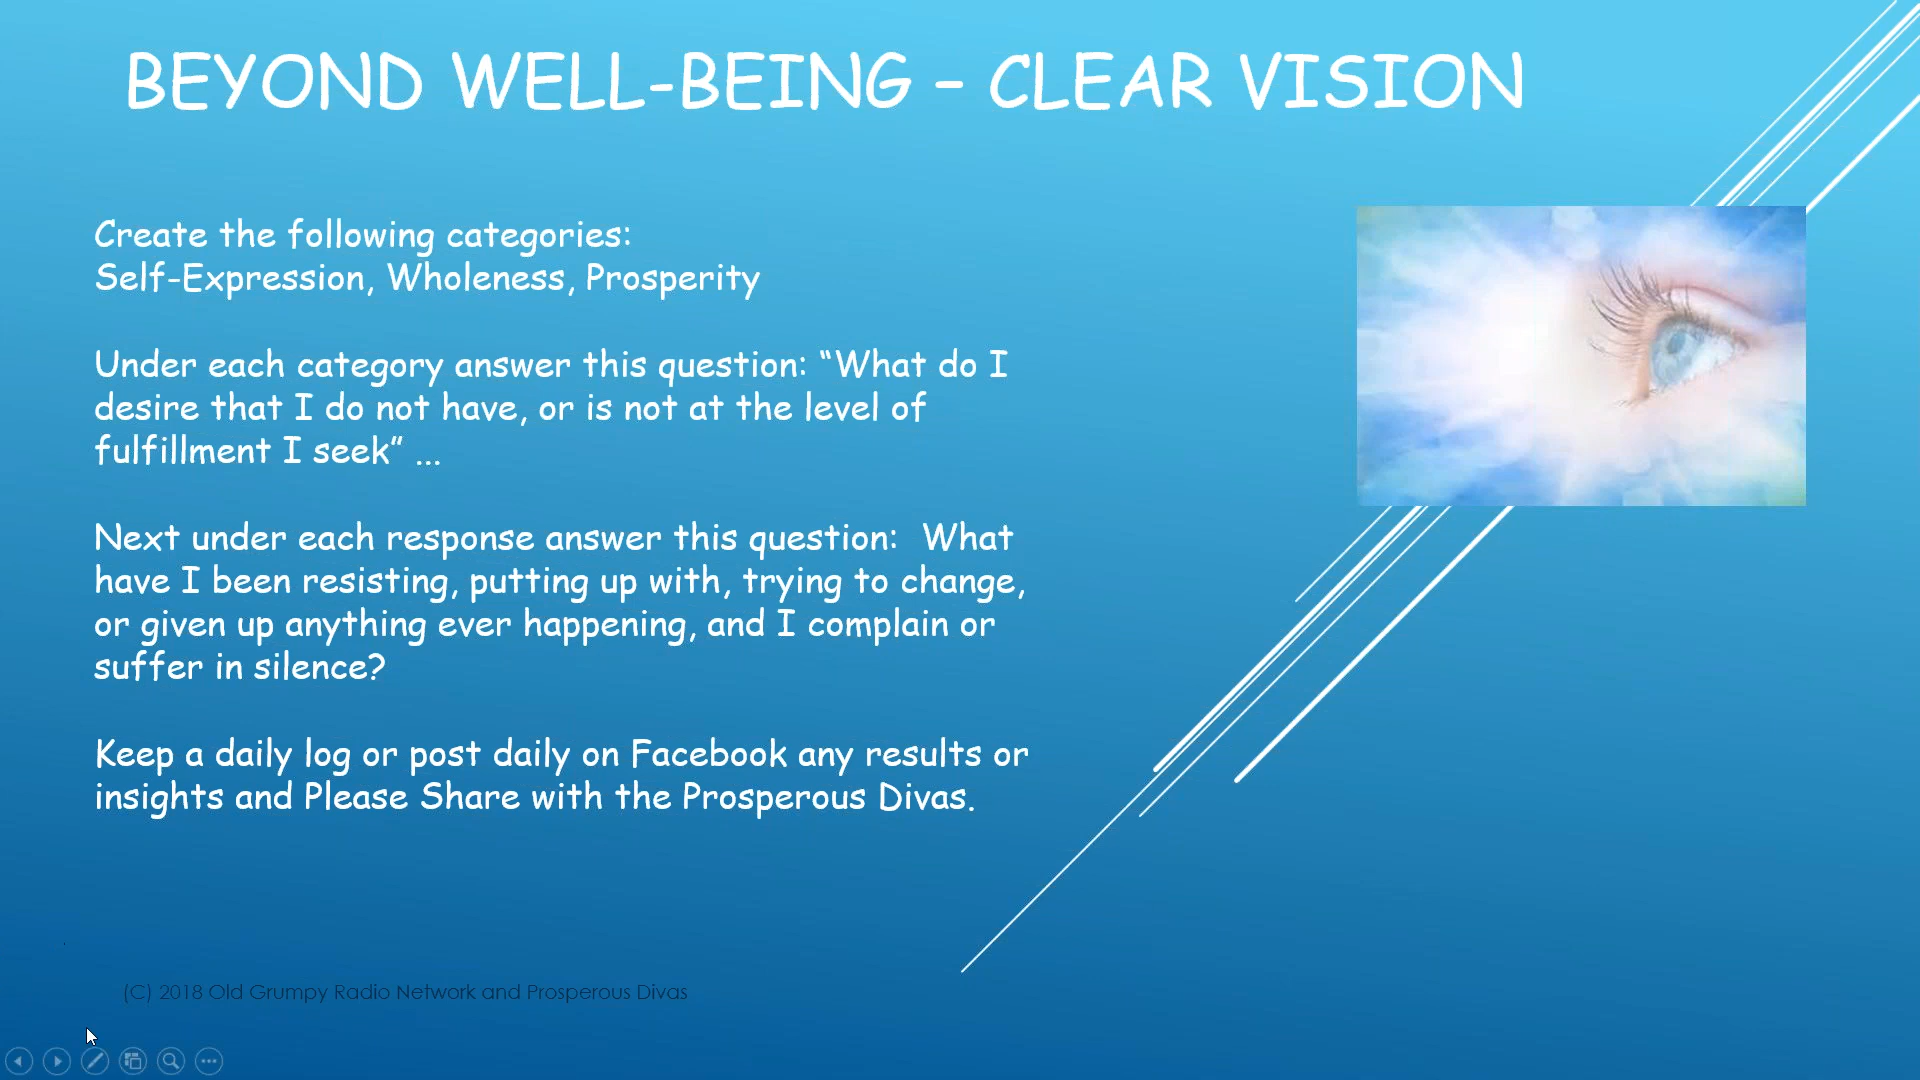 BEYOND WELL-BEING – CLEAR VISION
Create the following categories:
Self-Expression, Wholeness, Prosperity
Under each category answer this question: “What do I
desire that I do not have, or is not at the level of
fulfillment I seek” ...
Next under each response answer this question:  What
have I been resisting, putting up with, trying to change,
or given up anything ever happening, and I complain or
suffer in silence?
Keep a daily log or post daily on Facebook any results or
insights and Please Share with the Prosperous Divas.
(C) 2018 Old Grumpy Radio Network and Prosperous Divas